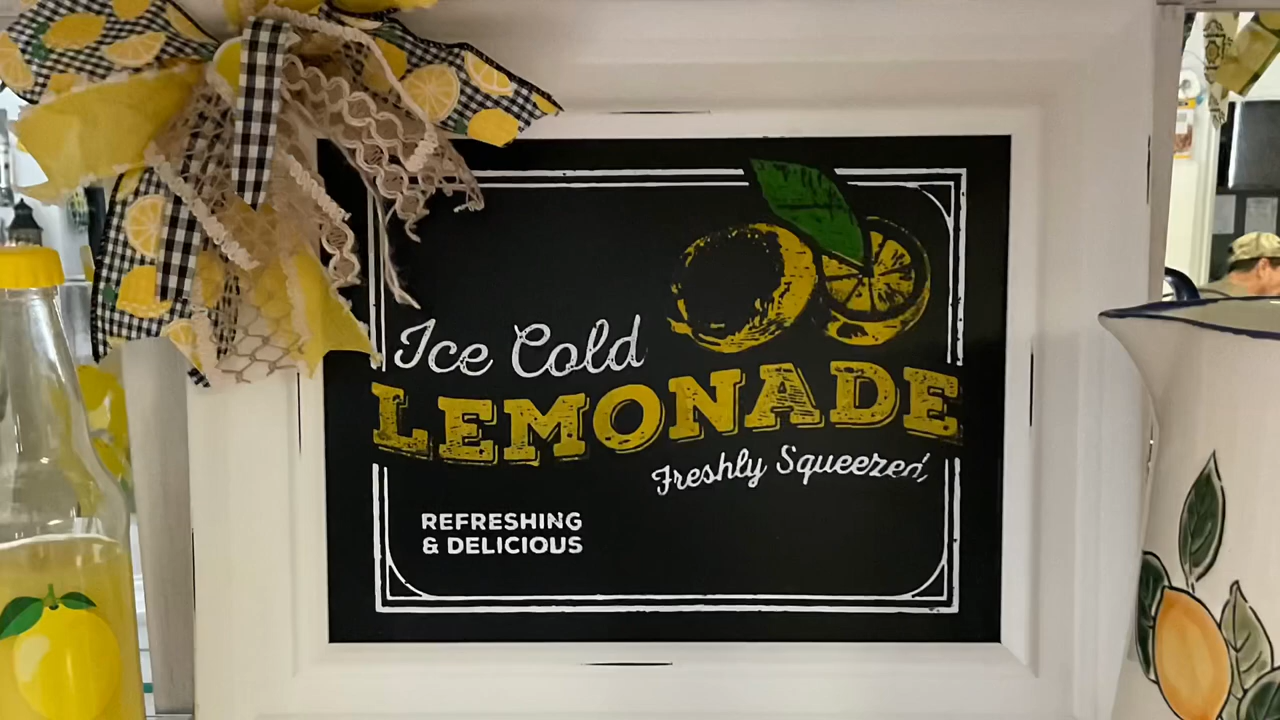 Ice Cold
LEMONADE
Freshly Squeezed
REFRESHING
& DELICIOUS